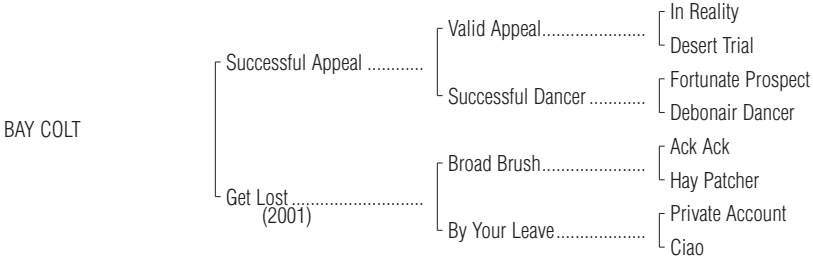 In Reality
Valid Appeal......................
Desert Trial
Successful Appeal ............
Fortunate Prospect
Successful Dancer ............
Debonair Dancer
BAY COLT
Ack Ack
Broad Brush......................
Hay Patcher
Get Lost ............................
(2001)
Private Account
By Your Leave...................
Ciao